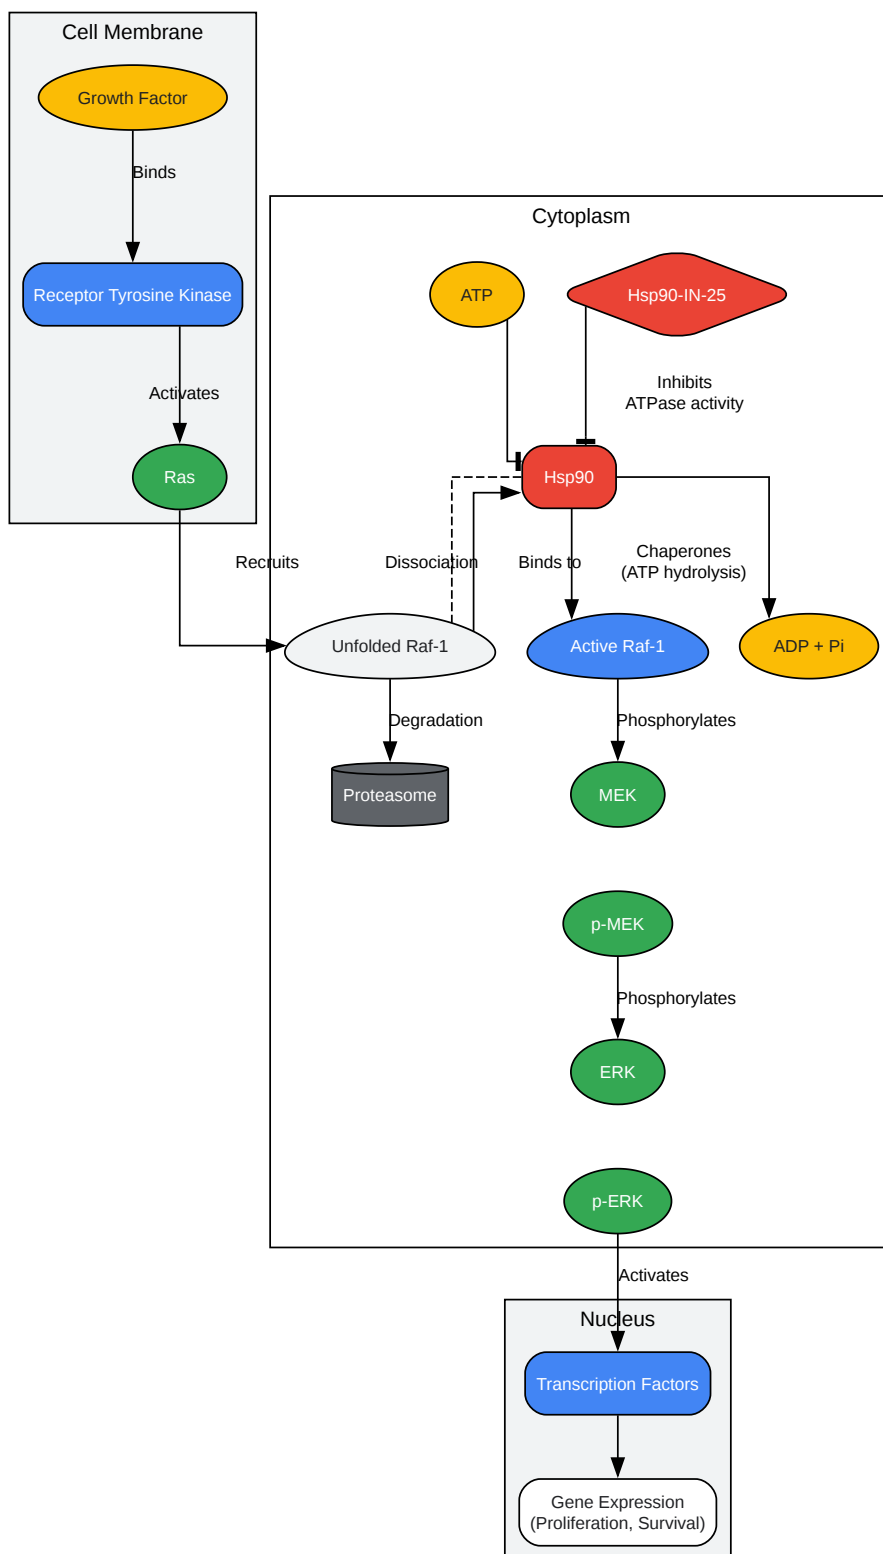 Cell Membrane
Growth Factor
Binds
Receptor Tyrosine Kinase
Activates
Ras
Recruits
Cytoplasm
ATP
Hsp90-IN-25
Inhibits
ATPase activity
Hsp90
Dissociation
Binds to
Chaperones
(ATP hydrolysis)
Unfolded Raf-1
Active Raf-1
ADP + Pi
Degradation
Phosphorylates
Proteasome
MEK
p-MEK
Phosphorylates
ERK
p-ERK
Activates
Nucleus
Transcription Factors
Gene Expression
(Proliferation, Survival)